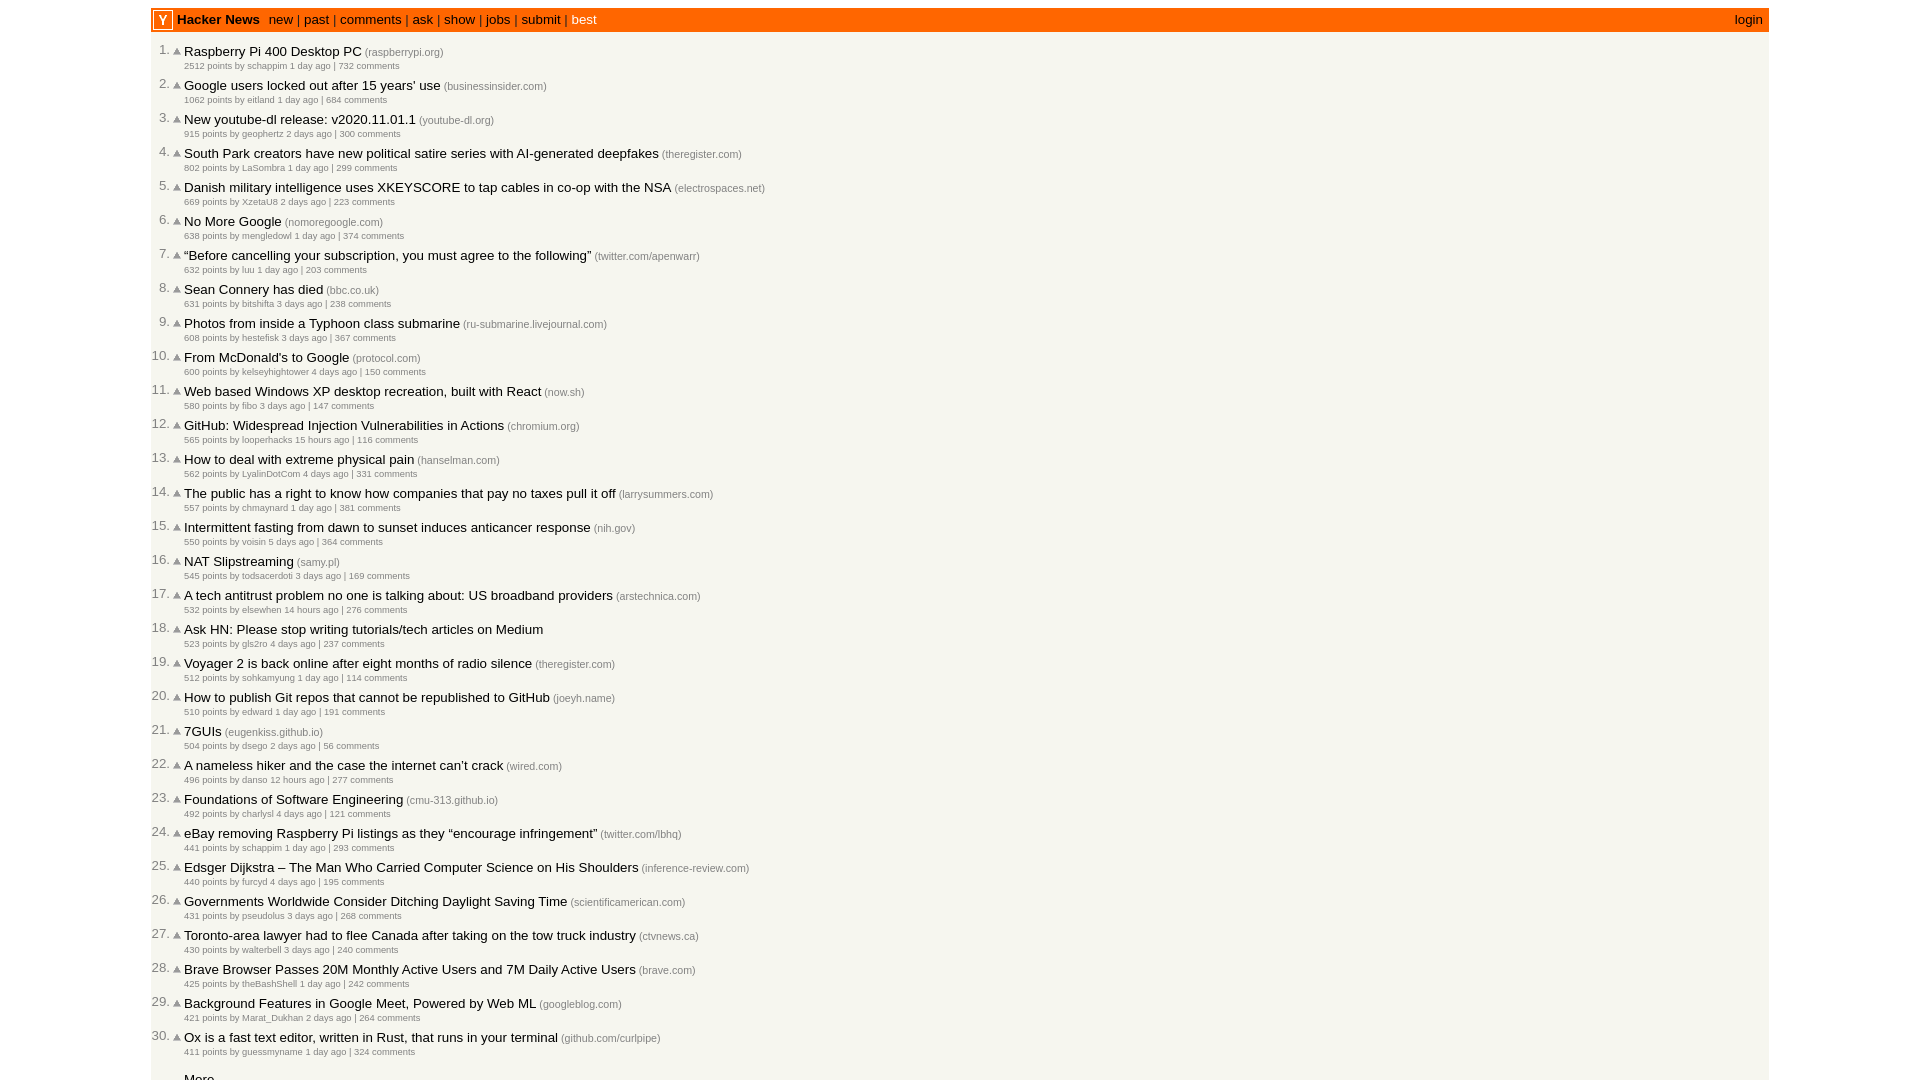 Y Hacker News new | past | comments | ask | show | jobs | submit | best login
1. Raspberry Pi 400 Desktop PC (raspberrypi.org)
2512 points by schappim 1 day ago | 732 comments
2. Google users locked out after 15 years' use (businessinsider.com)
1062 points by eitland 1 day ago | 684 comments
3. New youtube-dl release: v2020.11.01.1 (youtube-dl.org)
915 points by geophertz 2 days ago | 300 comments
4. South Park creators have new political satire series with AI-generated deepfakes (theregister.com)
802 points by LaSombra 1 day ago | 299 comments
5. Danish military intelligence uses XKEYSCORE to tap cables in co-op with the NSA (electrospaces.net)
669 points by XzetaU8 2 days ago | 223 comments
6. No More Google (nomoregoogle.com)
638 points by mengledowl 1 day ago | 374 comments
7. “Before cancelling your subscription, you must agree to the following” (twitter.com/apenwarr)
632 points by luu 1 day ago | 203 comments
8. Sean Connery has died (bbc.co.uk)
631 points by bitshifta 3 days ago | 238 comments
9. Photos from inside a Typhoon class submarine (ru-submarine.livejournal.com)
608 points by hestefisk 3 days ago | 367 comments
10. From McDonald's to Google (protocol.com)
600 points by kelseyhightower 4 days ago | 150 comments
11. Web based Windows XP desktop recreation, built with React (now.sh)
580 points by fibo 3 days ago | 147 comments
12. GitHub: Widespread Injection Vulnerabilities in Actions (chromium.org)
565 points by looperhacks 15 hours ago | 116 comments
13. How to deal with extreme physical pain (hanselman.com)
562 points by LyalinDotCom 4 days ago | 331 comments
14. The public has a right to know how companies that pay no taxes pull it off (larrysummers.com)
557 points by chmaynard 1 day ago | 381 comments
15. Intermittent fasting from dawn to sunset induces anticancer response (nih.gov)
550 points by voisin 5 days ago | 364 comments
16. NAT Slipstreaming (samy.pl)
545 points by todsacerdoti 3 days ago | 169 comments
17. A tech antitrust problem no one is talking about: US broadband providers (arstechnica.com)
532 points by elsewhen 14 hours ago | 276 comments
18. Ask HN: Please stop writing tutorials/tech articles on Medium
523 points by gls2ro 4 days ago | 237 comments
19. Voyager 2 is back online after eight months of radio silence (theregister.com)
512 points by sohkamyung 1 day ago | 114 comments
20. How to publish Git repos that cannot be republished to GitHub (joeyh.name)
510 points by edward 1 day ago | 191 comments
21. 7GUIs (eugenkiss.github.io)
504 points by dsego 2 days ago | 56 comments
22. A nameless hiker and the case the internet can’t crack (wired.com)
496 points by danso 12 hours ago | 277 comments
23. Foundations of Software Engineering (cmu-313.github.io)
492 points by charlysl 4 days ago | 121 comments
24. eBay removing Raspberry Pi listings as they “encourage infringement” (twitter.com/lbhq)
441 points by schappim 1 day ago | 293 comments
25. Edsger Dijkstra – The Man Who Carried Computer Science on His Shoulders (inference-review.com)
440 points by furcyd 4 days ago | 195 comments
26. Governments Worldwide Consider Ditching Daylight Saving Time (scientificamerican.com)
431 points by pseudolus 3 days ago | 268 comments
27. Toronto-area lawyer had to flee Canada after taking on the tow truck industry (ctvnews.ca)
430 points by walterbell 3 days ago | 240 comments
28. Brave Browser Passes 20M Monthly Active Users and 7M Daily Active Users (brave.com)
425 points by theBashShell 1 day ago | 242 comments
29. Background Features in Google Meet, Powered by Web ML (googleblog.com)
421 points by Marat_Dukhan 2 days ago | 264 comments
30. Ox is a fast text editor, written in Rust, that runs in your terminal (github.com/curlpipe)
411 points by guessmyname 1 day ago | 324 comments
More